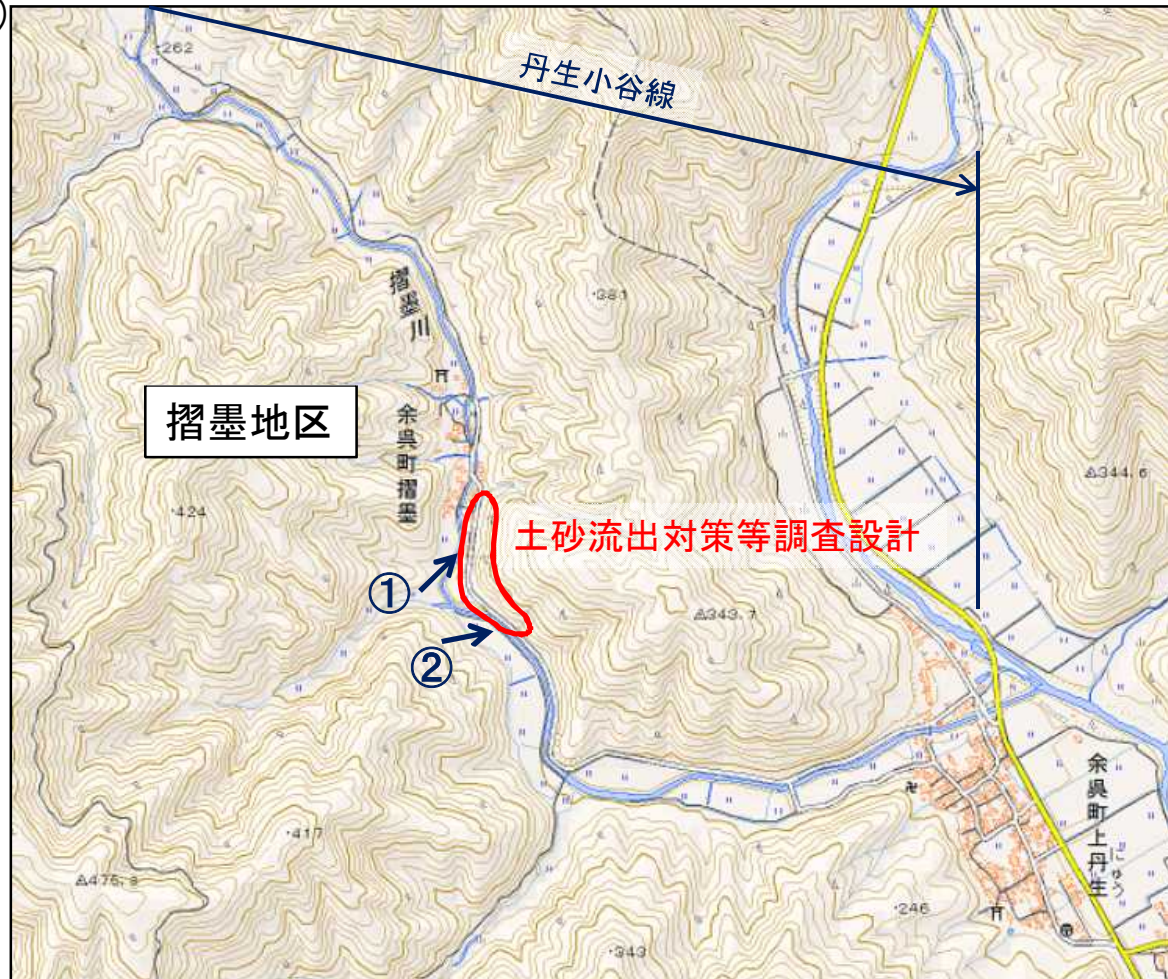 ・262
丹生小谷線
摺墨川
・381
摺墨地区
余呉町摺墨
△344.6
・424
土砂流出対策等調査設計
①
②
△343.7
余呉町上丹生
にゅう
・417
△475.3
・246
・343